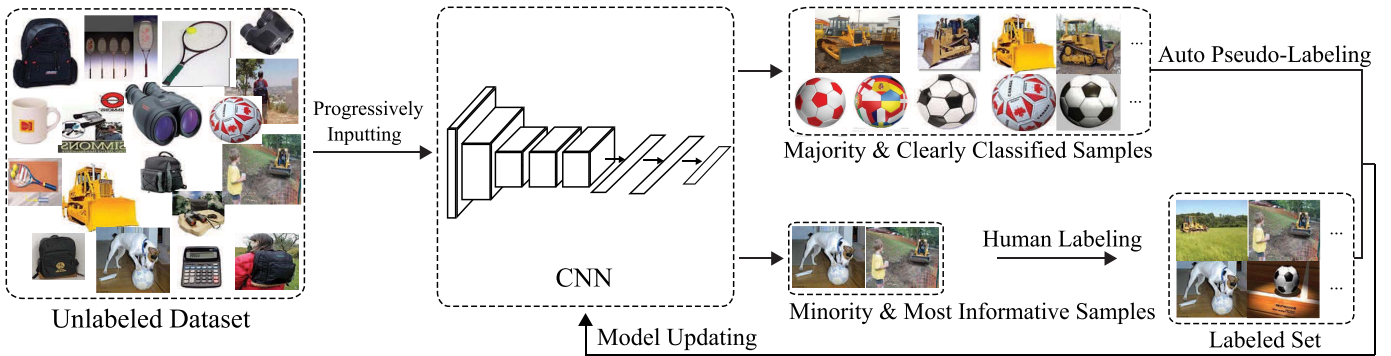 Progressively
Inputting
SIMMONS
Unlabeled Dataset
CNN
Majority & Clearly Classified Samples
Auto Pseudo-Labeling
Human Labeling
Minority & Most Informative Samples
Labeled Set
Model Updating